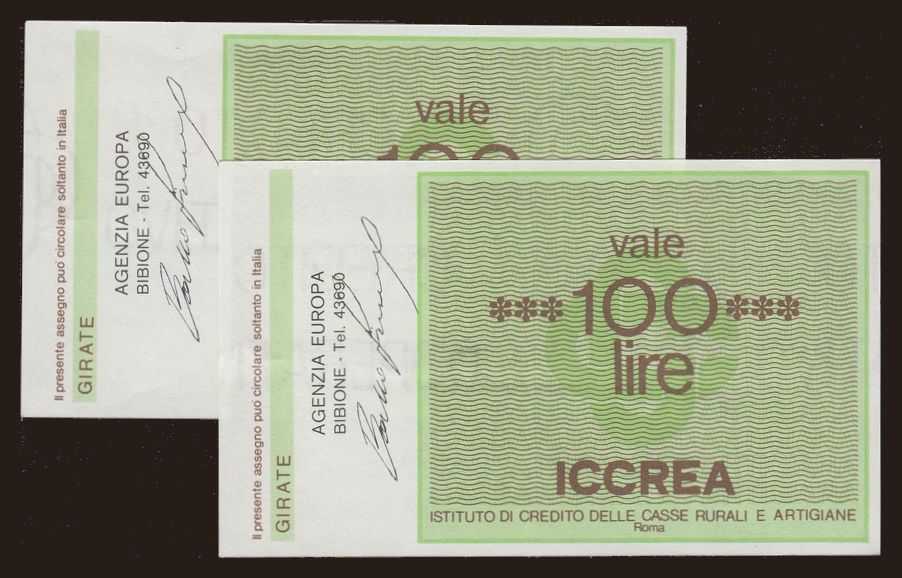 Il presente assegno puó circolare soltanto in Italia
GIRATE
AGENZIA EUROPA
BIBIONE - Tel. 43690
vale
100
Il presente assegno puó circolare soltanto in Italia
GIRATE
AGENZIA EUROPA
BIBIONE - Tel. 43690
vale
***100***
lire
ICCREA
ISTITUTO DI CREDITO DELLE CASSE RURALI E ARTIGIANE
Roma